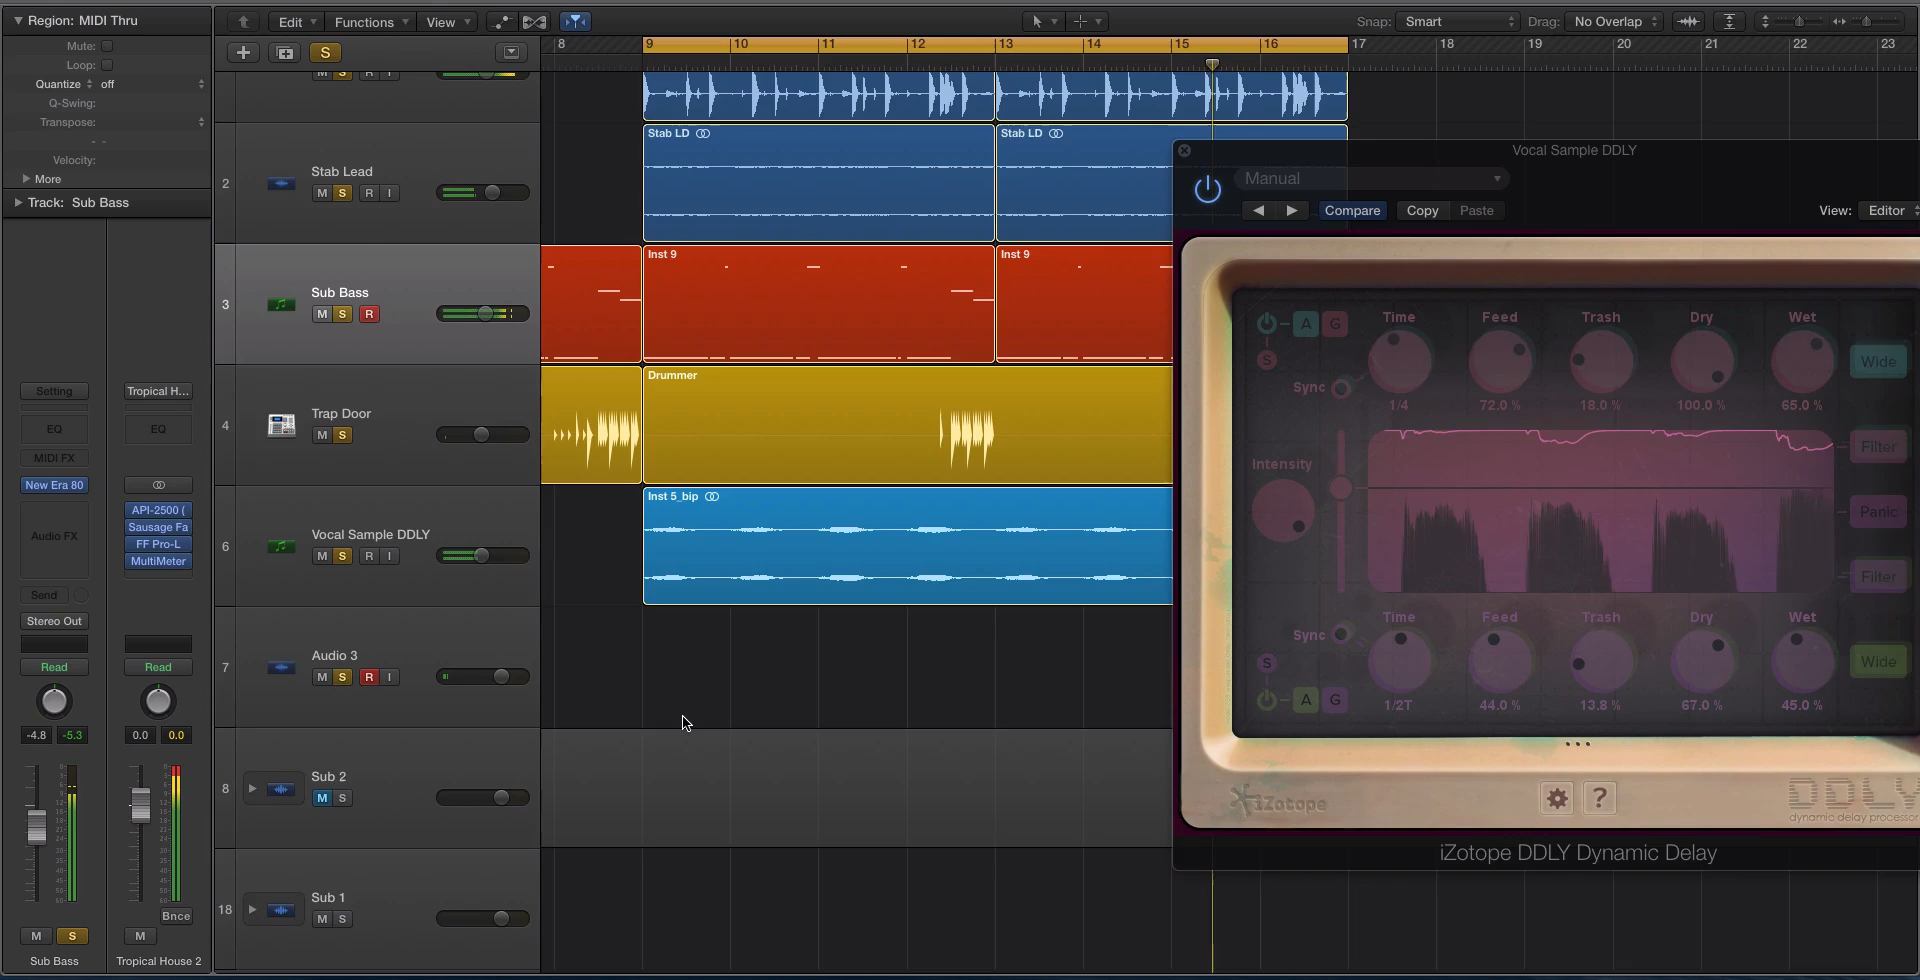 Region: MIDI Thru
Mute:
Loop:
Quantize off
Q-Swing:
Transpose:
- -
Velocity:
More
Track: Sub Bass
Edit Functions View
Snap: Smart Drag: No Overlap
S
8 9 10 11 12 13 14 15 16 17 18 19 20 21 22 23
M S R I
Stab LD Stab LD
2 Stab Lead
M S R I
Inst 9 Inst 9
3 Sub Bass
M S R
Drummer
4 Trap Door
M S
Inst 5_bip
6 Vocal Sample DDLY
M S R I
7 Audio 3
M S R I
8 Sub 2
M S
18 Sub 1
M S
Setting Tropical H...
EQ EQ
MIDI FX
New Era 80
API-2500 (
Sausage Fa
Audio FX
FF Pro-L
MultiMeter
Send
Stereo Out
Read Read
-4.8 -5.3 0.0 0.0
Bnce
M S M
Sub Bass Tropical House 2
Vocal Sample DDLY
Manual
Compare Copy Paste View: Editor
Time Feed Trash Dry Wet
A G
S
Wide
Sync
1/4 72.0 % 18.0 % 100.0 % 65.0 %
Filter
Intensity
Panic
Filter
Time Feed Trash Dry Wet
Sync
S
Wide
A G
1/2T 44.0 % 13.8 % 67.0 % 45.0 %
iZotope
?
DDLY
dynamic delay processor
iZotope DDLY Dynamic Delay